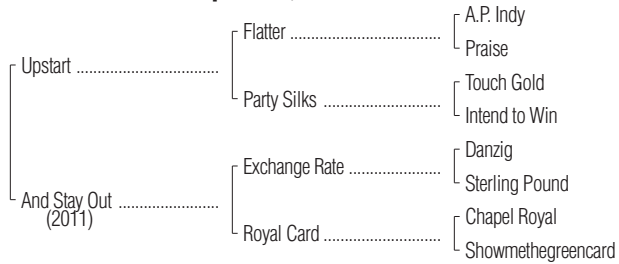 A.P. Indy
Flatter ................................
Praise
Upstart ................................
Touch Gold
Party Silks .............................
Intend to Win
Danzig
Exchange Rate ....................
Sterling Pound
And Stay Out ......................
(2011)
Chapel Royal
Royal Card ...........................
Showmethegreencard